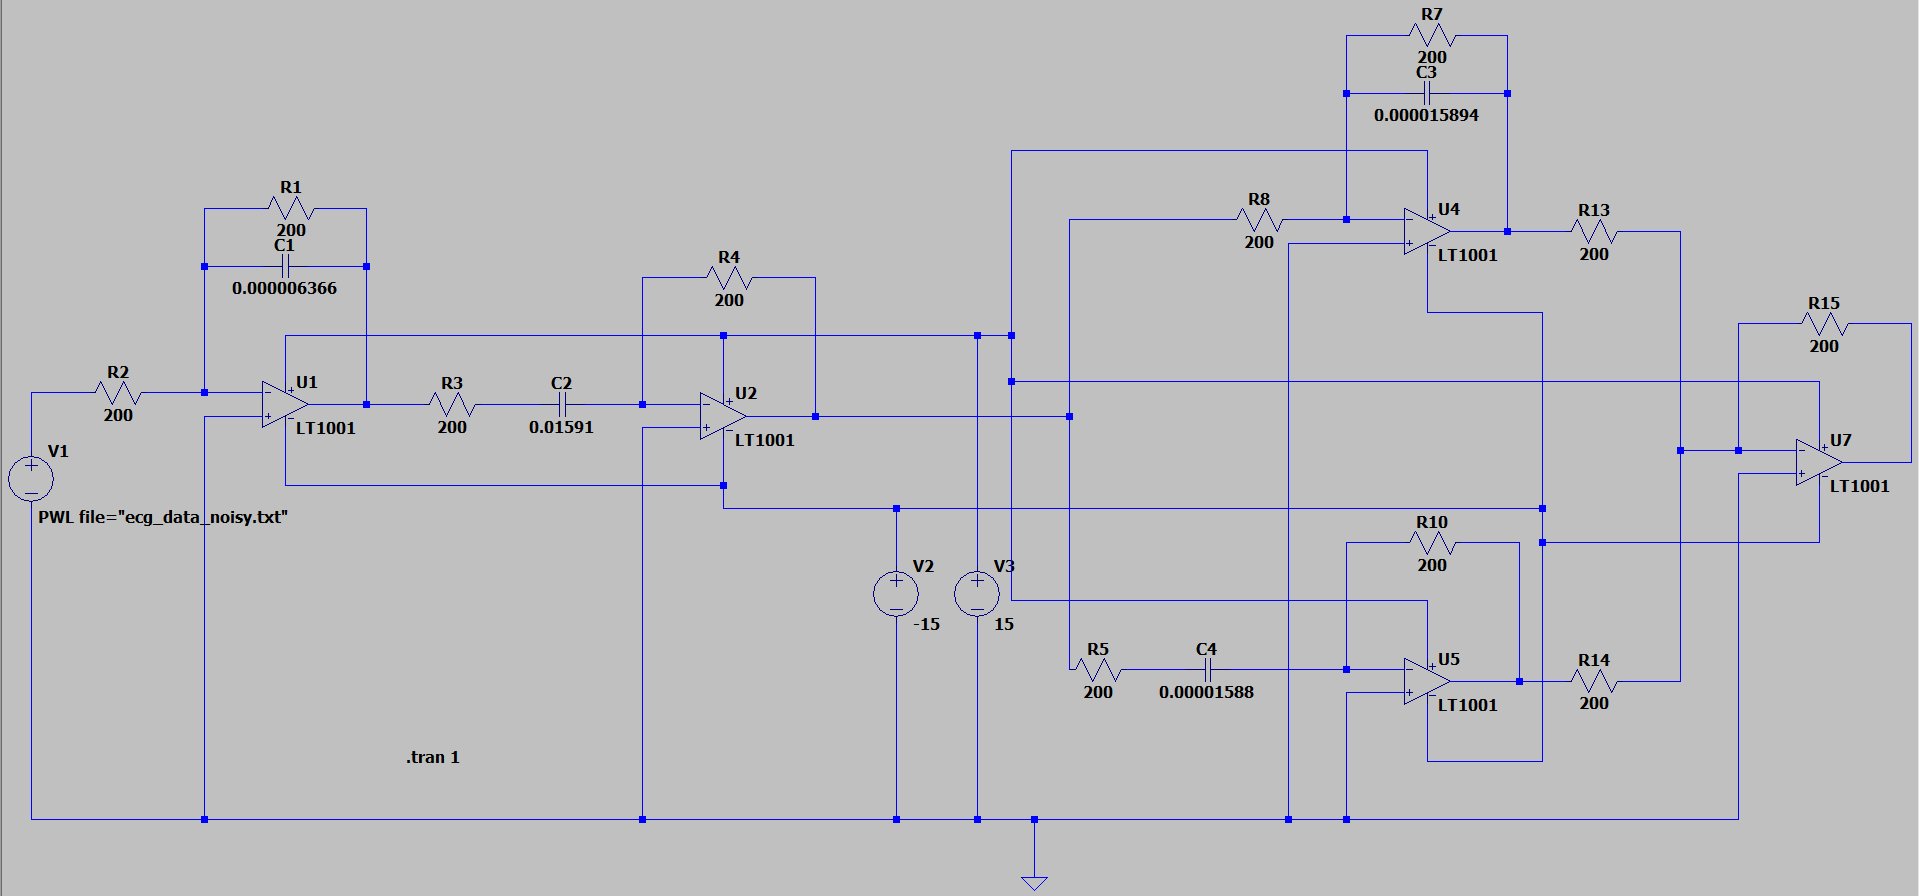 R7
200
C3
0.000015894
R1
200
C1
0.000006366
R8
200
U4
LT1001
R13
200
R4
200
R15
200
R2
200
U1
LT1001
R3
200
C2
0.01591
U2
LT1001
U7
LT1001
V1
PWL file="ecg_data_noisy.txt"
R10
200
V2
-15
V3
15
R5
200
C4
0.00001588
U5
LT1001
R14
200
.tran 1